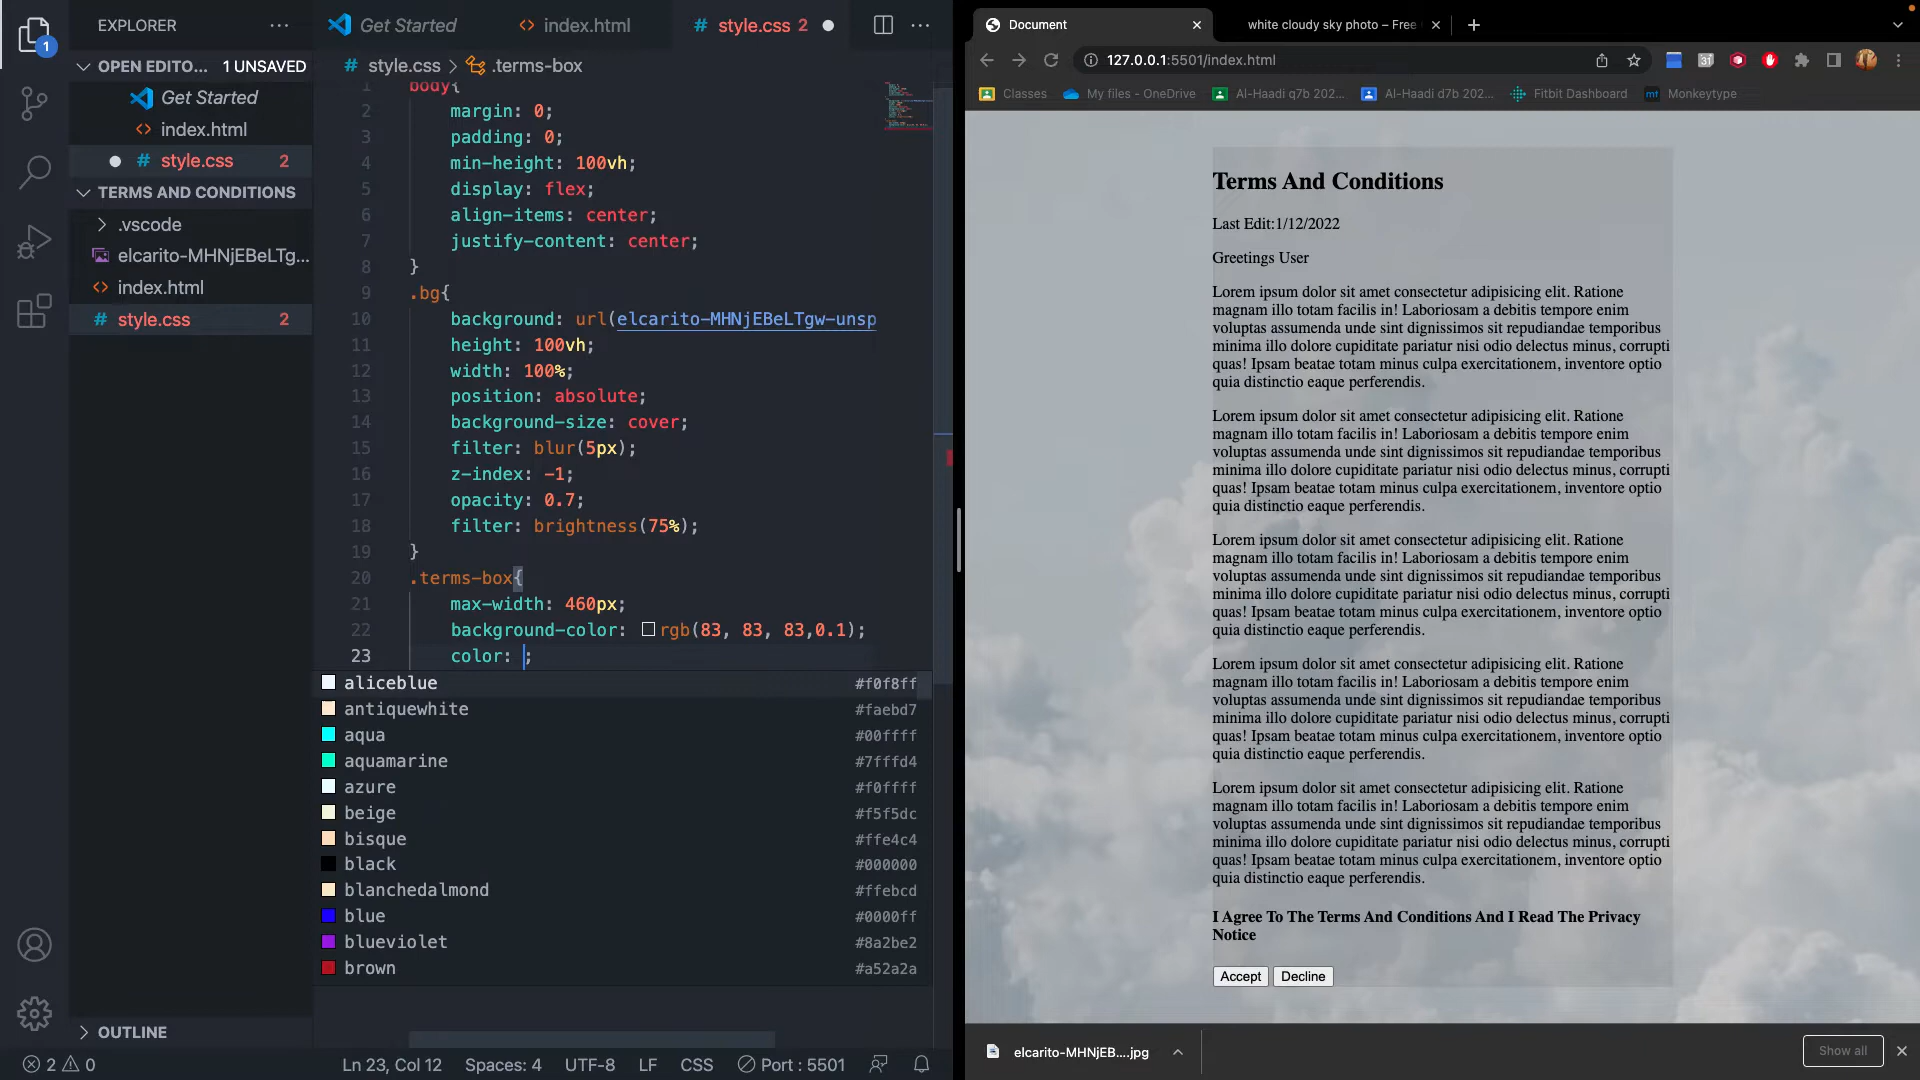 EXPLORER
OPEN EDITO... 1 UNSAVED
Get Started
index.html
style.css 2
TERMS AND CONDITIONS
.vscode
elcarito-MHNjEBeLTg...
index.html
style.css 2
OUTLINE
1
Get Started
index.html
style.css 2
style.css > .terms-box
1 body{
2 margin: 0;
3 padding: 0;
4 min-height: 100vh;
5 display: flex;
6 align-items: center;
7 justify-content: center;
8 }
9 .bg{
10 background: url(elcarito-MHNjEBeLTgw-unsp
11 height: 100vh;
12 width: 100%;
13 position: absolute;
14 background-size: cover;
15 filter: blur(5px);
16 z-index: -1;
17 opacity: 0.7;
18 filter: brightness(75%);
19 }
20 .terms-box{
21 max-width: 460px;
22 background-color: rgb(83, 83, 83,0.1);
23 color: ;
aliceblue #f0f8ff
antiquewhite #faebd7
aqua #00ffff
aquamarine #7fffd4
azure #f0ffff
beige #f5f5dc
bisque #ffe4c4
black #000000
blanchedalmond #ffebcd
blue #0000ff
blueviolet #8a2be2
brown #a52a2a
2 0
Ln 23, Col 12 Spaces: 4 UTF-8 LF CSS Port : 5501
Document
white cloudy sky photo – Free
127.0.0.1:5501/index.html
31
Classes My files - OneDrive Al-Haadi q7b 202... Al-Haadi d7b 202... Fitbit Dashboard mt Monkeytype
Terms And Conditions
Last Edit:1/12/2022
Greetings User
Lorem ipsum dolor sit amet consectetur adipisicing elit. Ratione
magnam illo totam facilis in! Laboriosam a debitis tempore enim
voluptas assumenda unde sint dignissimos sit repudiandae temporibus
minima illo dolore cupiditate pariatur nisi odio delectus minus, corrupti
quas! Ipsam beatae totam minus culpa exercitationem, inventore optio
quia distinctio eaque perferendis.
Lorem ipsum dolor sit amet consectetur adipisicing elit. Ratione
magnam illo totam facilis in! Laboriosam a debitis tempore enim
voluptas assumenda unde sint dignissimos sit repudiandae temporibus
minima illo dolore cupiditate pariatur nisi odio delectus minus, corrupti
quas! Ipsam beatae totam minus culpa exercitationem, inventore optio
quia distinctio eaque perferendis.
Lorem ipsum dolor sit amet consectetur adipisicing elit. Ratione
magnam illo totam facilis in! Laboriosam a debitis tempore enim
voluptas assumenda unde sint dignissimos sit repudiandae temporibus
minima illo dolore cupiditate pariatur nisi odio delectus minus, corrupti
quas! Ipsam beatae totam minus culpa exercitationem, inventore optio
quia distinctio eaque perferendis.
Lorem ipsum dolor sit amet consectetur adipisicing elit. Ratione
magnam illo totam facilis in! Laboriosam a debitis tempore enim
voluptas assumenda unde sint dignissimos sit repudiandae temporibus
minima illo dolore cupiditate pariatur nisi odio delectus minus, corrupti
quas! Ipsam beatae totam minus culpa exercitationem, inventore optio
quia distinctio eaque perferendis.
Lorem ipsum dolor sit amet consectetur adipisicing elit. Ratione
magnam illo totam facilis in! Laboriosam a debitis tempore enim
voluptas assumenda unde sint dignissimos sit repudiandae temporibus
minima illo dolore cupiditate pariatur nisi odio delectus minus, corrupti
quas! Ipsam beatae totam minus culpa exercitationem, inventore optio
quia distinctio eaque perferendis.
I Agree To The Terms And Conditions And I Read The Privacy
Notice
Accept Decline
elcarito-MHNjEB....jpg
Show all